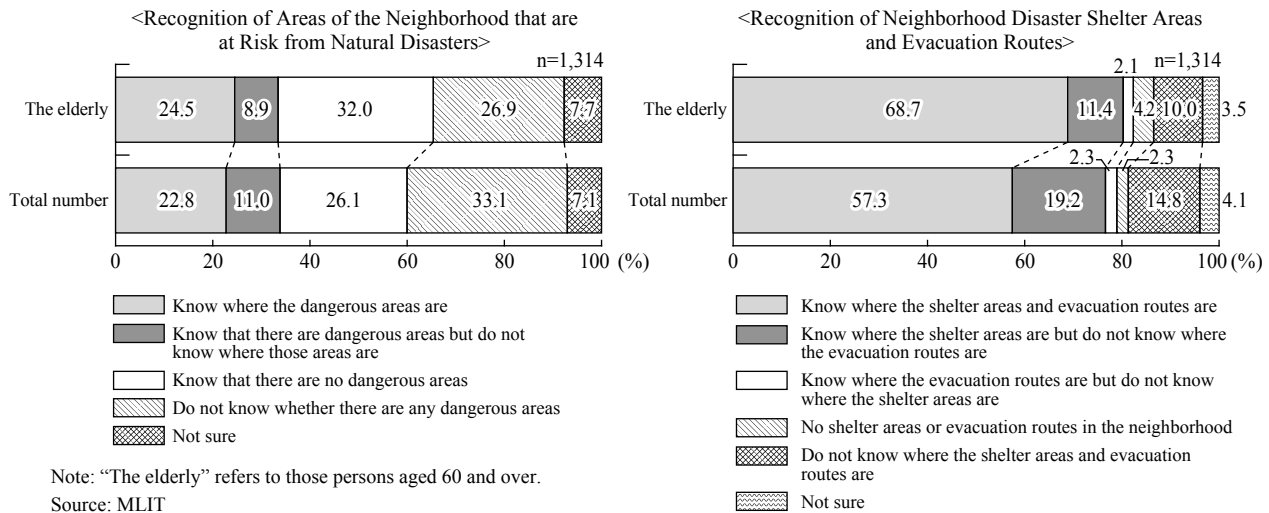 <Recognition of Areas of the Neighborhood that are
at Risk from Natural Disasters>
n=1,314
The elderly
24.5
8.9
32.0
26.9
7.7
Total number
22.8
11.0
26.1
33.1
7.1
0
20
40
60
80
100
(%)
Know where the dangerous areas are
Know that there are dangerous areas but do not
know where those areas are
Know that there are no dangerous areas
Do not know whether there are any dangerous areas
Not sure
Note: “The elderly” refers to those persons aged 60 and over.
Source: MLIT
<Recognition of Neighborhood Disaster Shelter Areas
and Evacuation Routes>
n=1,314
2.1
The elderly
68.7
11.4
4.2
10.0
3.5
2.3
2.3
Total number
57.3
19.2
14.8
4.1
0
20
40
60
80
100
(%)
Know where the shelter areas and evacuation routes are
Know where the shelter areas are but do not know where
the evacuation routes are
Know where the evacuation routes are but do not know
where the shelter areas are
No shelter areas or evacuation routes in the neighborhood
Do not know where the shelter areas and evacuation
routes are
Not sure